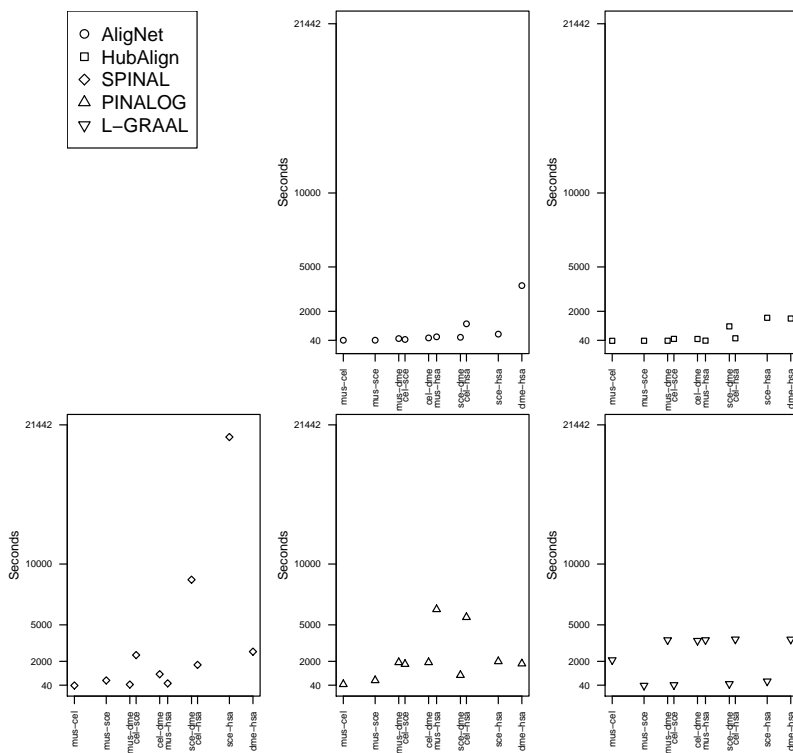 AligNet
HubAlign
SPINAL
PINALOG
L−GRAAL
Seconds
21442
10000
5000
2000
40
mus−cel
mus−sce
mus−dme
cel−sce
cel−dme
mus−hsa
sce−dme
cel−hsa
sce−hsa
dme−hsa
Seconds
21442
10000
5000
2000
40
mus−cel
mus−sce
mus−dme
cel−sce
cel−dme
mus−hsa
sce−dme
cel−hsa
sce−hsa
dme−hsa
Seconds
21442
10000
5000
2000
40
mus−cel
mus−sce
mus−dme
cel−sce
cel−dme
mus−hsa
sce−dme
cel−hsa
sce−hsa
dme−hsa
Seconds
21442
10000
5000
2000
40
mus−cel
mus−sce
mus−dme
cel−sce
cel−dme
mus−hsa
sce−dme
cel−hsa
sce−hsa
dme−hsa
Seconds
21442
10000
5000
2000
40
mus−cel
mus−sce
mus−dme
cel−sce
cel−dme
mus−hsa
sce−dme
cel−hsa
sce−hsa
dme−hsa